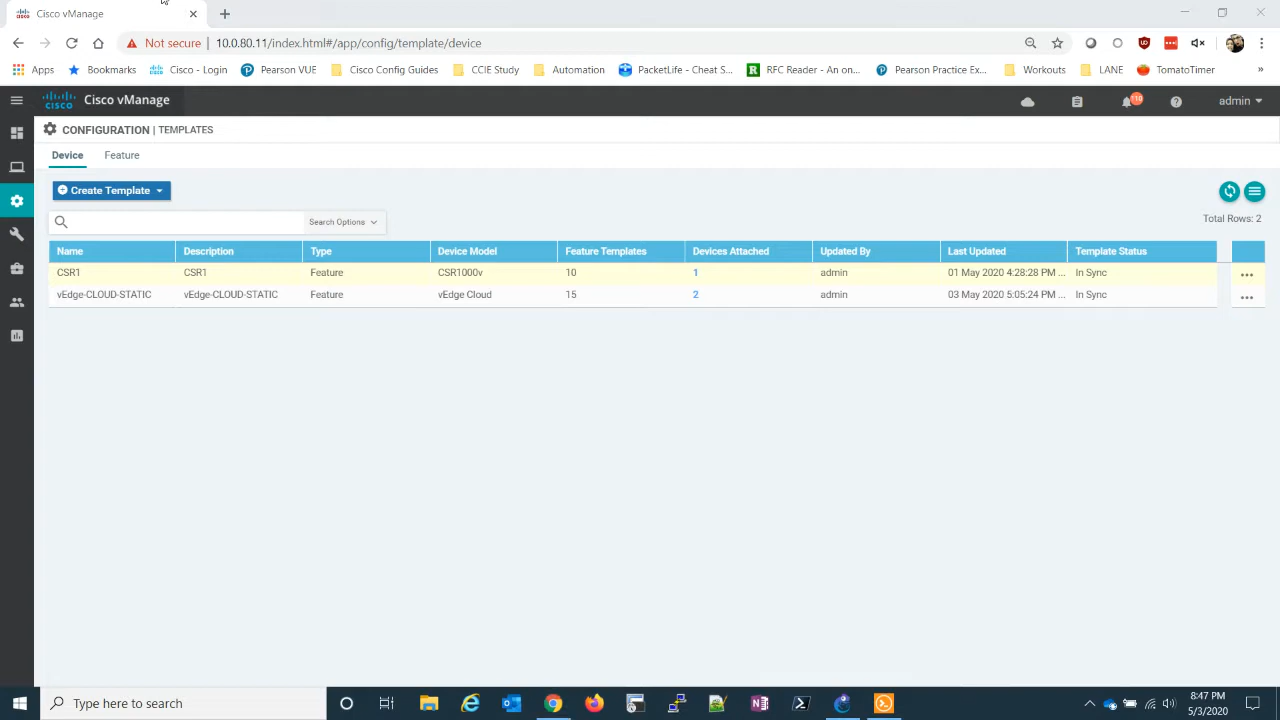 Cisco vManage
Not secure | 10.0.80.11/index.html#/app/config/template/device
Apps Bookmarks Cisco - Login Pearson VUE Cisco Config Guides CCIE Study Automation PacketLife - Cheat S... RFC Reader - An on... Pearson Practice Ex... Workouts LANE TomatoTimer »
CISCO Cisco vManage 110 admin
CONFIGURATION | TEMPLATES
Device Feature
Create Template
Search Options
Total Rows: 2
Name Description Type Device Model Feature Templates Devices Attached Updated By Last Updated Template Status
CSR1 CSR1 Feature CSR1000v 10 1 admin 01 May 2020 4:28:28 PM ... In Sync
vEdge-CLOUD-STATIC vEdge-CLOUD-STATIC Feature vEdge Cloud 15 2 admin 03 May 2020 5:05:24 PM ... In Sync
Type here to search
8:47 PM
5/3/2020